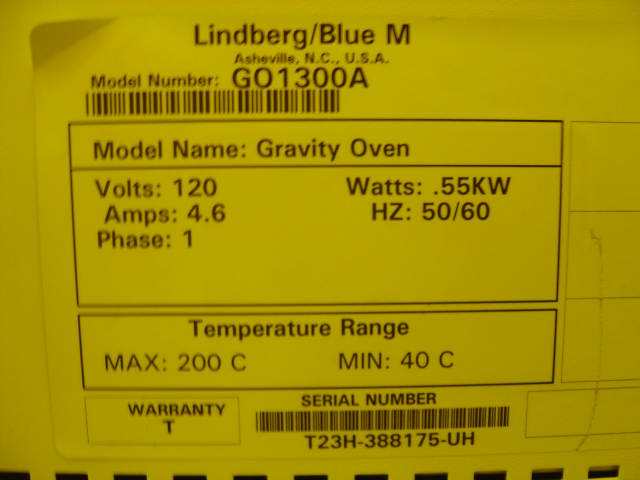 Lindberg/Blue M
Asheville, N.C., U.S.A.
Model Number: GO1300A
Model Name: Gravity Oven
Volts: 120 Watts: .55KW
Amps: 4.6 HZ: 50/60
Phase: 1
Temperature Range
MAX: 200 C MIN: 40 C
WARRANTY
T
SERIAL NUMBER
T23H-388175-UH